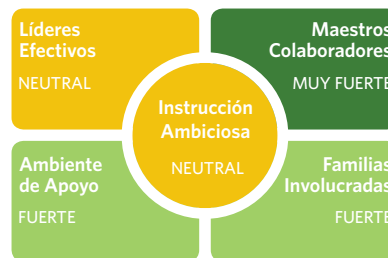 Líderes
Efectivos
NEUTRAL
Maestros
Colaboradores
MUY FUERTE
Instrucción
Ambiciosa
NEUTRAL
Ambiente
de Apoyo
FUERTE
Familias
Involucradas
FUERTE